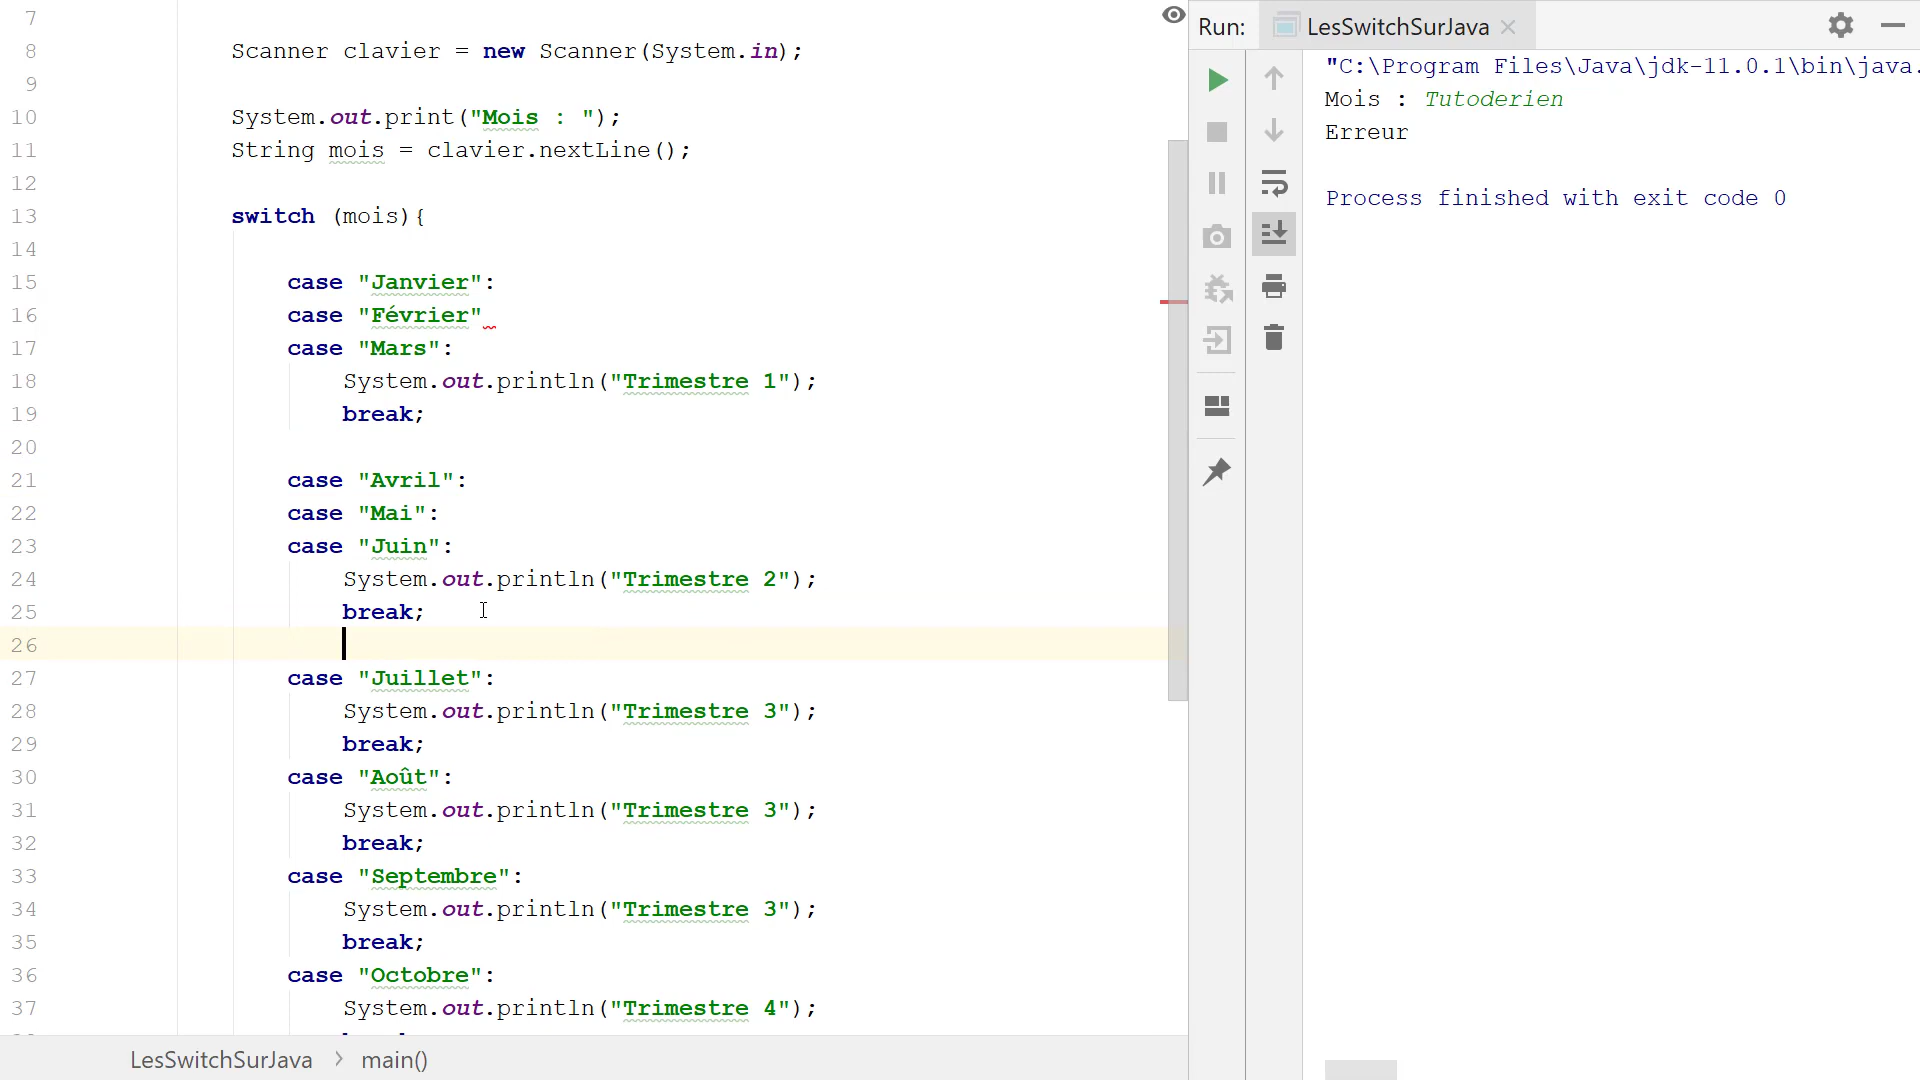 7
8 Scanner clavier = new Scanner(System.in);
9
10 System.out.print("Mois : ");
11 String mois = clavier.nextLine();
12
13 switch (mois){
14
15 case "Janvier":
16 case "Février"
17 case "Mars":
18 System.out.println("Trimestre 1");
19 break;
20
21 case "Avril":
22 case "Mai":
23 case "Juin":
24 System.out.println("Trimestre 2");
25 break;
26
27 case "Juillet":
28 System.out.println("Trimestre 3");
29 break;
30 case "Août":
31 System.out.println("Trimestre 3");
32 break;
33 case "Septembre":
34 System.out.println("Trimestre 3");
35 break;
36 case "Octobre":
37 System.out.println("Trimestre 4");
LesSwitchSurJava > main()
Run: LesSwitchSurJava
"C:\Program Files\Java\jdk-11.0.1\bin\java.
Mois : Tutoderien
Erreur
Process finished with exit code 0